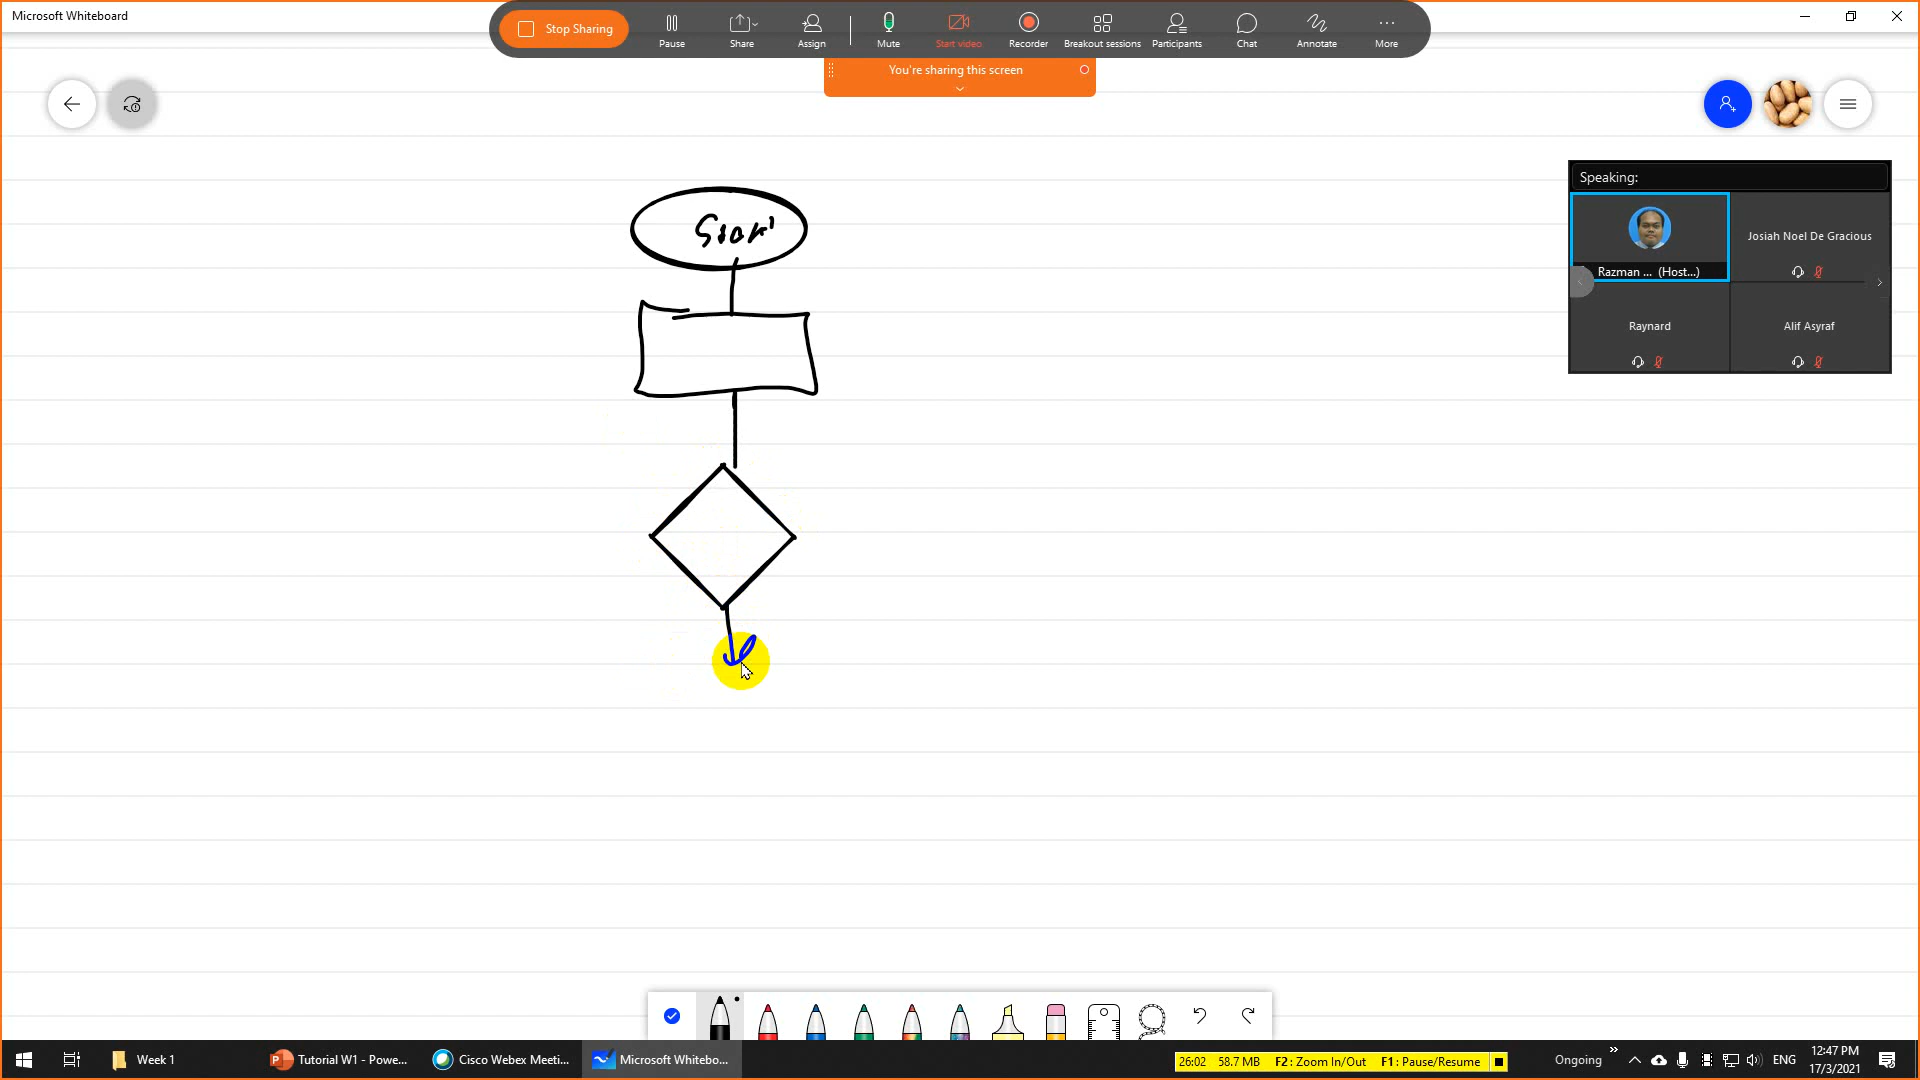 Microsoft Whiteboard
Stop Sharing
Pause
Share
Assign
Mute
Start video
Recorder
Breakout sessions
Participants
Chat
Annotate
More
You're sharing this screen
Speaking:
Razman ... (Host...)
Josiah Noel De Gracious
Raynard
Alif Asyraf
Start
Week 1
Tutorial W1 - Powe...
Cisco Webex Meeti...
Microsoft Whitebo...
26:02 58.7 MB F2: Zoom In/Out F1: Pause/Resume
Ongoing
ENG
12:47 PM
17/3/2021